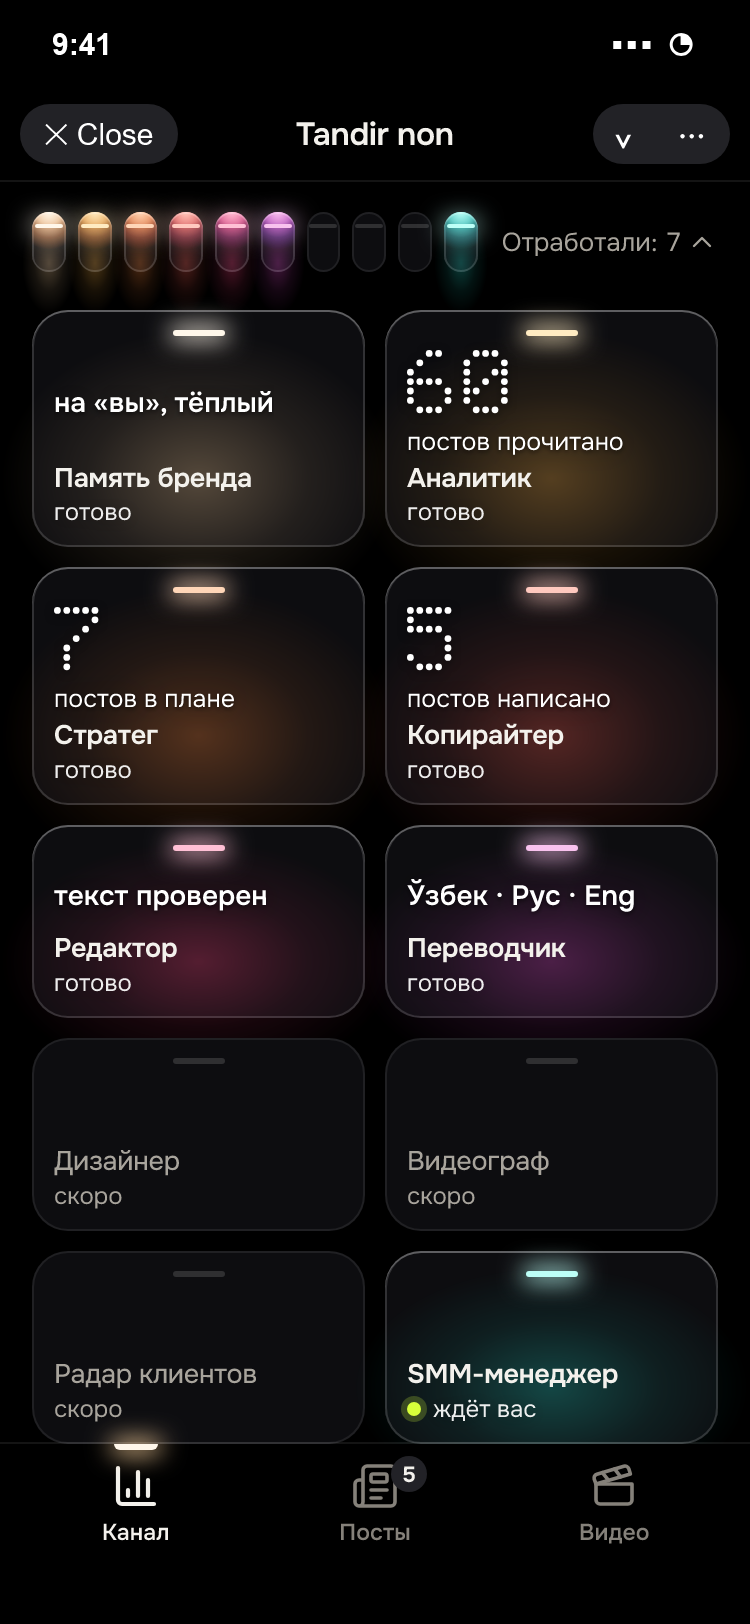 9:41
Close
Tandir non
Отработали: 7
на «вы», тёплый
Память бренда
готово
60
постов прочитано
Аналитик
готово
7
постов в плане
Стратег
готово
5
постов написано
Копирайтер
готово
текст проверен
Редактор
готово
Ўзбек · Рус · Eng
Переводчик
готово
Дизайнер
скоро
Видеограф
скоро
Радар клиентов
скоро
SMM-менеджер
ждёт вас
Канал
5
Посты
Видео